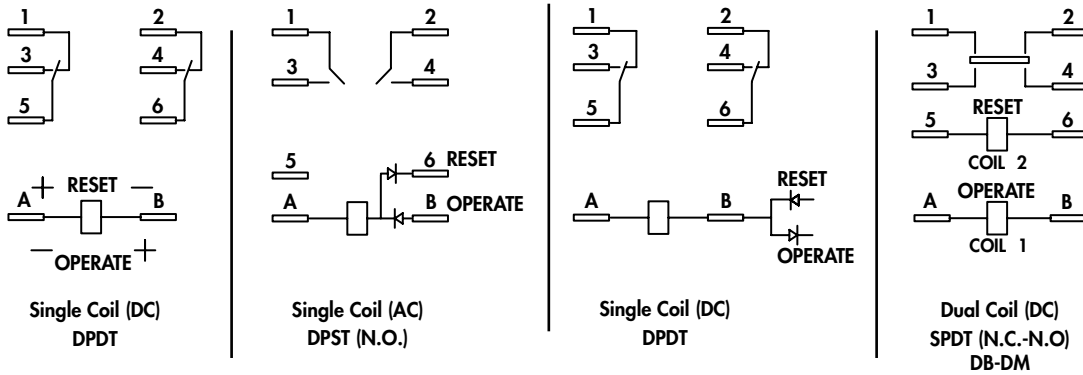 1 2
3 4
5 6
+ RESET −
A B
− OPERATE +
Single Coil (DC)
DPDT
1 2
3 4
5 6 RESET
A B OPERATE
Single Coil (AC)
DPST (N.O.)
1 2
3 4
5 6
RESET
A B
OPERATE
Single Coil (DC)
DPDT
1 2
3 4
RESET
5 6
COIL 2
OPERATE
A B
COIL 1
Dual Coil (DC)
SPDT (N.C.-N.O)
DB-DM